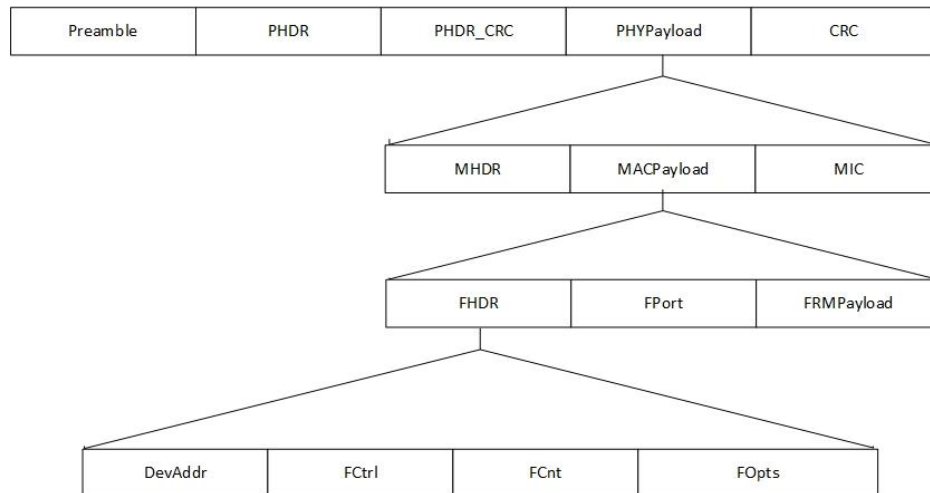 Preamble PHDR PHDR_CRC PHYPayload CRC
MHDR MACPayload MIC
FHDR FPort FRMPayload
DevAddr FCtrl FCnt FOpts